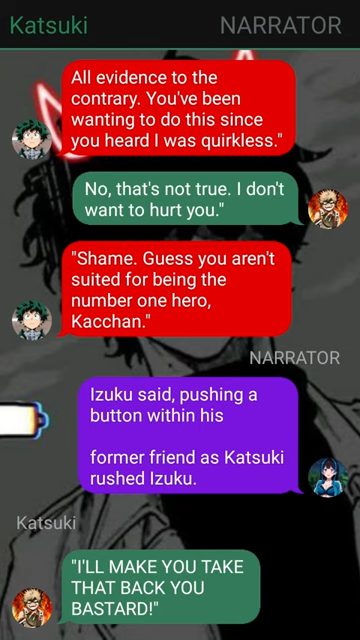 Katsuki NARRATOR
All evidence to the
contrary. You've been
wanting to do this since
you heard I was quirkless."
No, that's not true. I don't
want to hurt you."
"Shame. Guess you aren't
suited for being the
number one hero,
Kacchan."
NARRATOR
Izuku said, pushing a
button within his
former friend as Katsuki
rushed Izuku.
Katsuki
"I'LL MAKE YOU TAKE
THAT BACK YOU
BASTARD!"